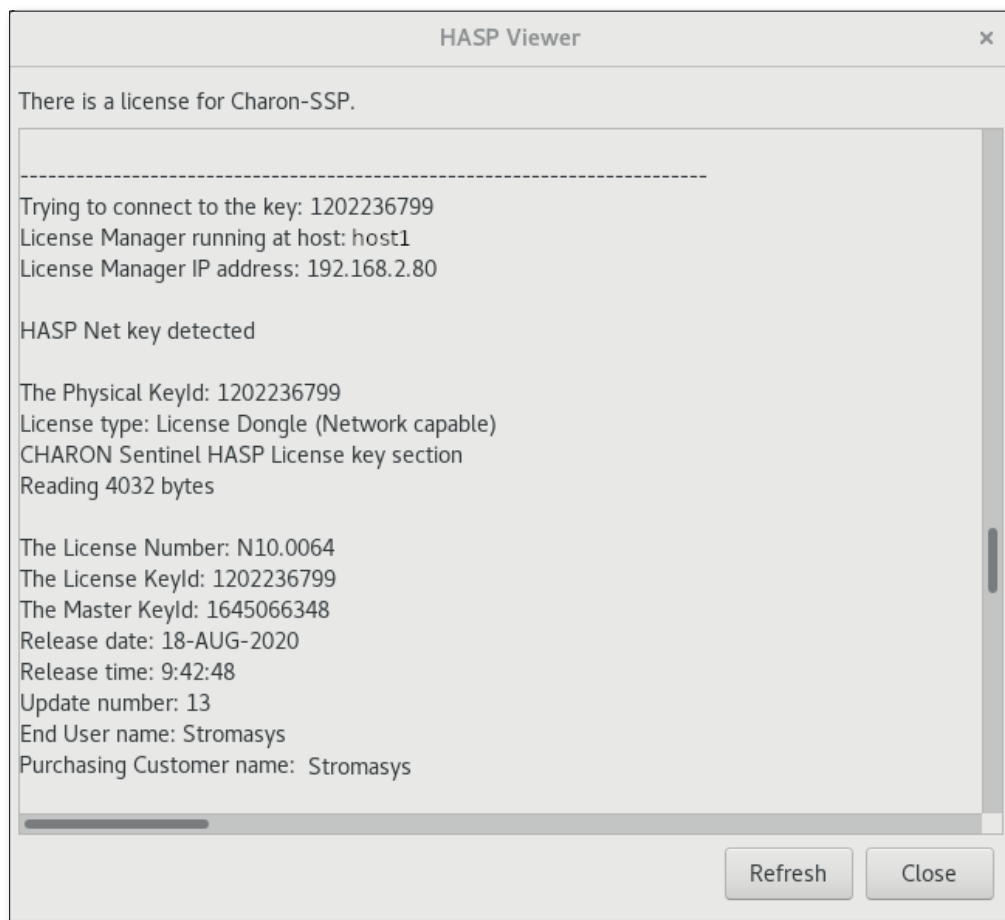 HASP Viewer
×
There is a license for Charon-SSP.
--------------------------------------------------------------------------
Trying to connect to the key: 1202236799
License Manager running at host: host1
License Manager IP address: 192.168.2.80
HASP Net key detected
The Physical KeyId: 1202236799
License type: License Dongle (Network capable)
CHARON Sentinel HASP License key section
Reading 4032 bytes
The License Number: N10.0064
The License KeyId: 1202236799
The Master KeyId: 1645066348
Release date: 18-AUG-2020
Release time: 9:42:48
Update number: 13
End User name: Stromasys
Purchasing Customer name: Stromasys
Refresh Close